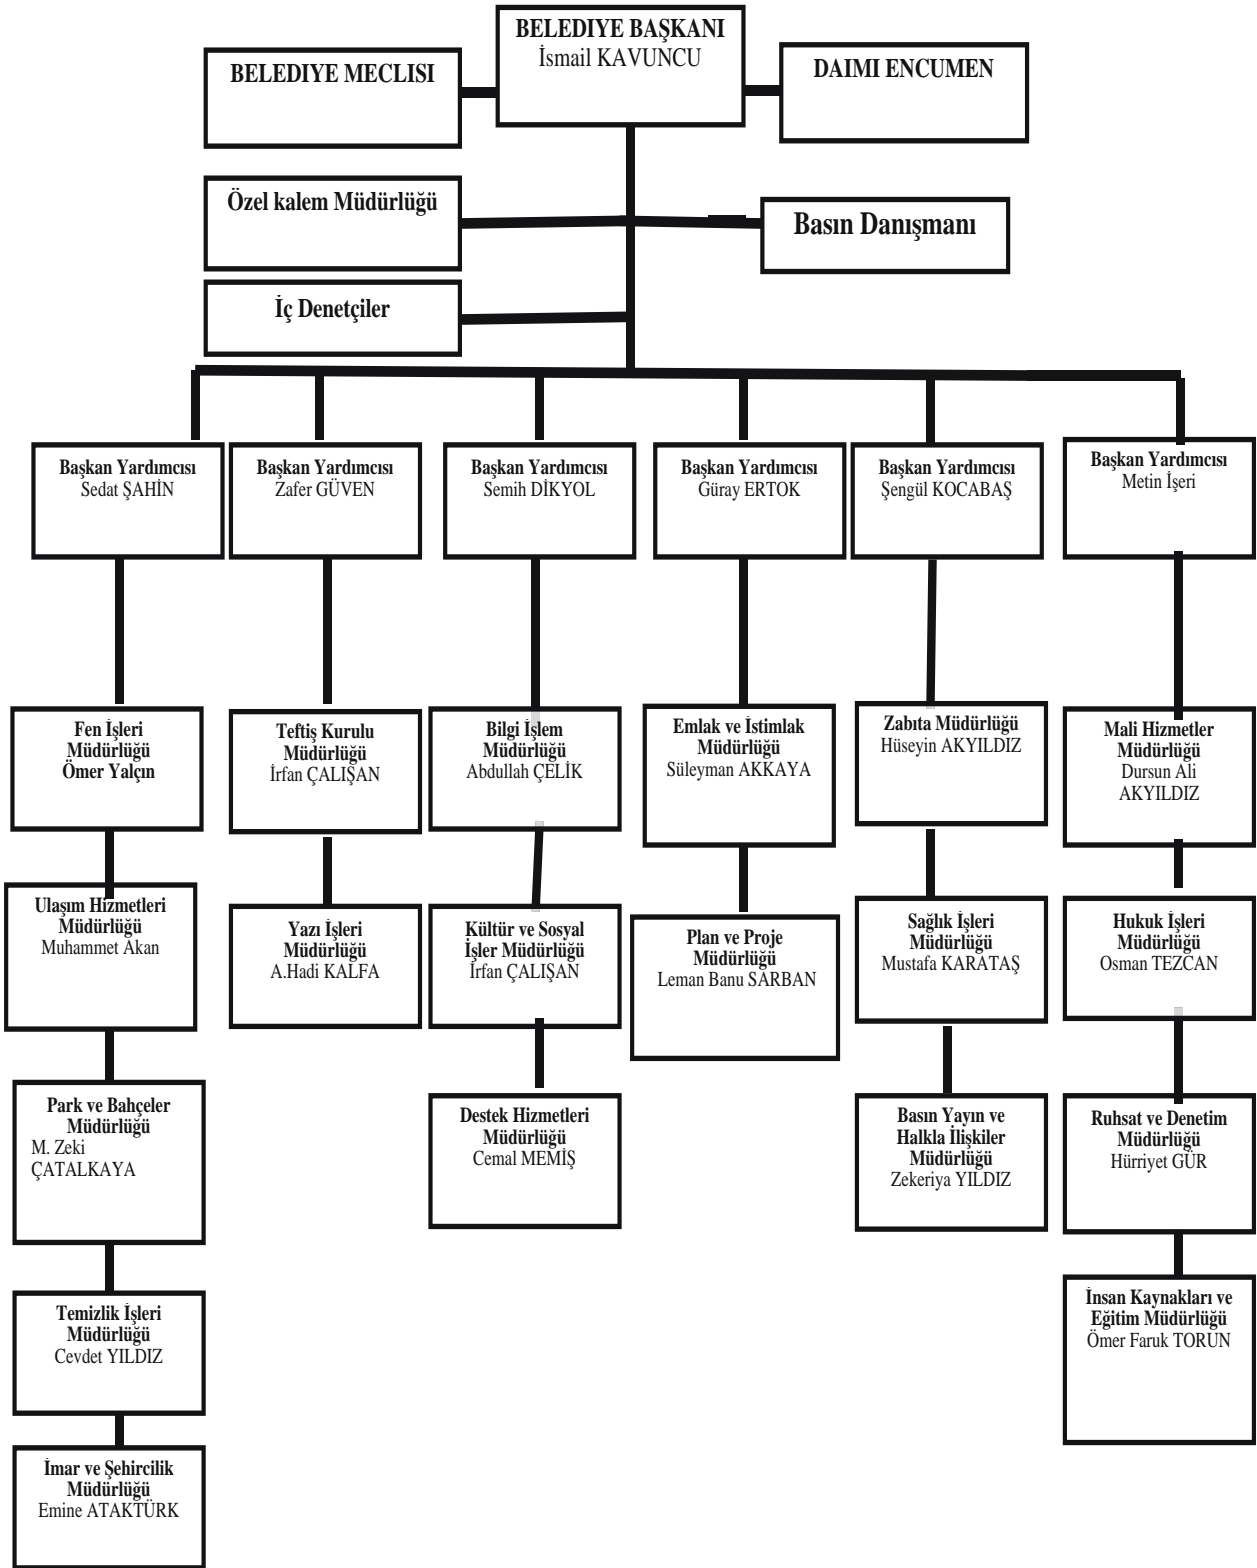 BELEDIYE BAŞKANI
İsmail KAVUNCU
BELEDIYE MECLISI
DAIMI ENCUMEN
Özel kalem Müdürlüğü
Basın Danışmanı
İç Denetçiler
Başkan Yardımcısı
Sedat ŞAHİN
Başkan Yardımcısı
Zafer GÜVEN
Başkan Yardımcısı
Semih DİKYOL
Başkan Yardımcısı
Güray ERTOK
Başkan Yardımcısı
Şengül KOCABAŞ
Başkan Yardımcısı
Metin İşeri
Fen İşleri
Müdürlüğü
Ömer Yalçın
Teftiş Kurulu
Müdürlüğü
İrfan ÇALIŞAN
Bilgi İşlem
Müdürlüğü
Abdullah ÇELİK
Emlak ve İstimlak
Müdürlüğü
Süleyman AKKAYA
Zabıta Müdürlüğü
Hüseyin AKYILDIZ
Mali Hizmetler
Müdürlüğü
Dursun Ali
AKYILDIZ
Ulaşım Hizmetleri
Müdürlüğü
Muhammet Akan
Yazı İşleri
Müdürlüğü
A.Hadi KALFA
Kültür ve Sosyal
İşler Müdürlüğü
İrfan ÇALIŞAN
Plan ve Proje
Müdürlüğü
Leman Banu SARBAN
Sağlık İşleri
Müdürlüğü
Mustafa KARATAŞ
Hukuk İşleri
Müdürlüğü
Osman TEZCAN
Park ve Bahçeler
Müdürlüğü
M. Zeki
ÇATALKAYA
Destek Hizmetleri
Müdürlüğü
Cemal MEMİŞ
Basın Yayın ve
Halkla İlişkiler
Müdürlüğü
Zekeriya YILDIZ
Ruhsat ve Denetim
Müdürlüğü
Hürriyet GÜR
Temizlik İşleri
Müdürlüğü
Cevdet YILDIZ
İnsan Kaynakları ve
Eğitim Müdürlüğü
Ömer Faruk TORUN
İmar ve Şehircilik
Müdürlüğü
Emine ATAKTÜRK